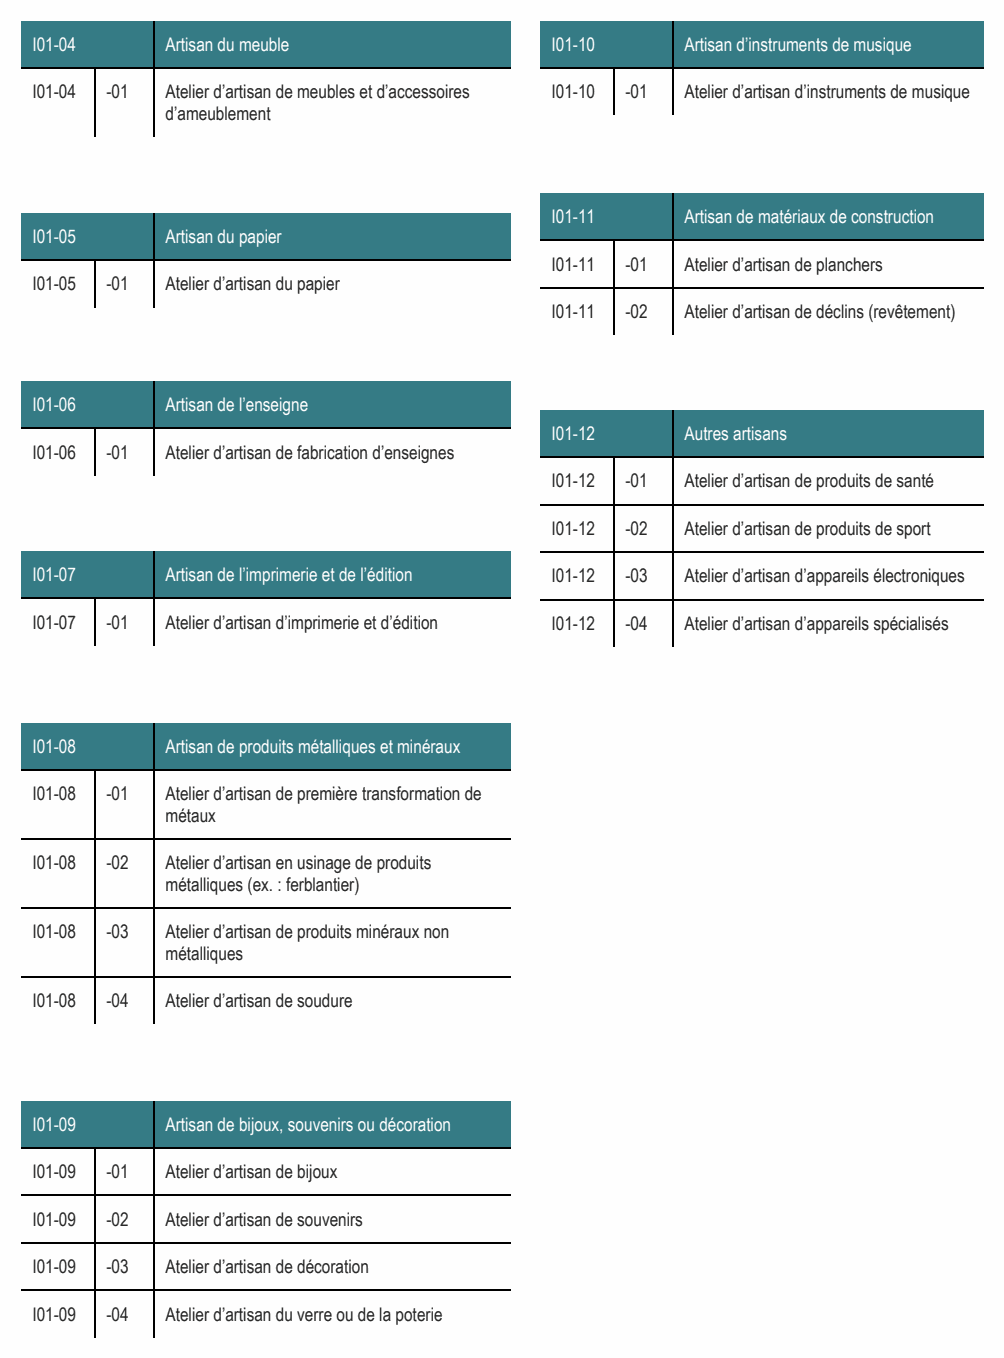 I01-04 Artisan du meuble
I01-04 -01 Atelier d’artisan de meubles et d’accessoires
d’ameublement
I01-05 Artisan du papier
I01-05 -01 Atelier d’artisan du papier
I01-06 Artisan de l’enseigne
I01-06 -01 Atelier d’artisan de fabrication d’enseignes
I01-07 Artisan de l’imprimerie et de l’édition
I01-07 -01 Atelier d’artisan d’imprimerie et d’édition
I01-08 Artisan de produits métalliques et minéraux
I01-08 -01 Atelier d’artisan de première transformation de
métaux
I01-08 -02 Atelier d’artisan en usinage de produits
métalliques (ex. : ferblantier)
I01-08 -03 Atelier d’artisan de produits minéraux non
métalliques
I01-08 -04 Atelier d’artisan de soudure
I01-09 Artisan de bijoux, souvenirs ou décoration
I01-09 -01 Atelier d’artisan de bijoux
I01-09 -02 Atelier d’artisan de souvenirs
I01-09 -03 Atelier d’artisan de décoration
I01-09 -04 Atelier d’artisan du verre ou de la poterie
I01-10 Artisan d’instruments de musique
I01-10 -01 Atelier d’artisan d’instruments de musique
I01-11 Artisan de matériaux de construction
I01-11 -01 Atelier d’artisan de planchers
I01-11 -02 Atelier d’artisan de déclins (revêtement)
I01-12 Autres artisans
I01-12 -01 Atelier d’artisan de produits de santé
I01-12 -02 Atelier d’artisan de produits de sport
I01-12 -03 Atelier d’artisan d’appareils électroniques
I01-12 -04 Atelier d’artisan d’appareils spécialisés